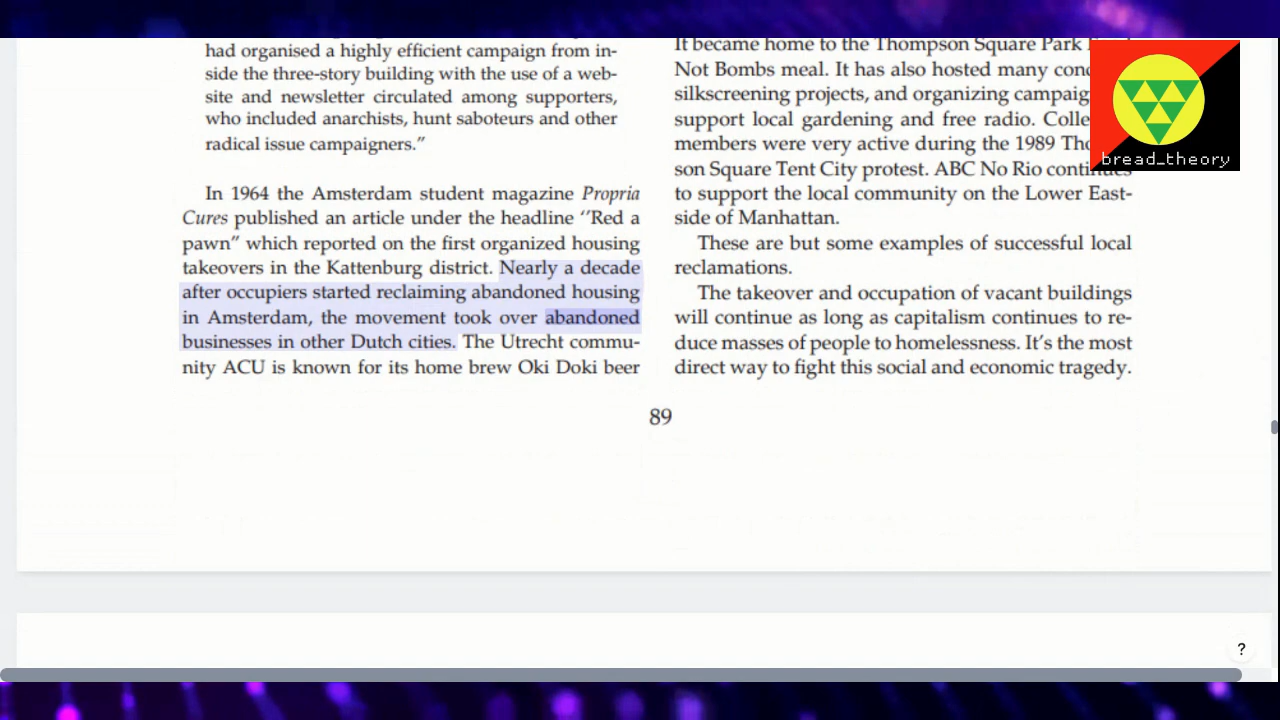 had organised a highly efficient campaign from in-
side the three-story building with the use of a web-
site and newsletter circulated among supporters,
who included anarchists, hunt saboteurs and other
radical issue campaigners.”
In 1964 the Amsterdam student magazine Propria
Cures published an article under the headline ‘’Red a
pawn” which reported on the first organized housing
takeovers in the Kattenburg district. Nearly a decade
after occupiers started reclaiming abandoned housing
in Amsterdam, the movement took over abandoned
businesses in other Dutch cities. The Utrecht commu-
nity ACU is known for its home brew Oki Doki beer
It became home to the Thompson Square Park
Not Bombs meal. It has also hosted many
silkscreening projects, and organizing
support local gardening and free radio.
members were very active during the 1989
son Square Tent City protest. ABC No Rio continues
to support the local community on the Lower East-
side of Manhattan.
These are but some examples of successful local
reclamations.
The takeover and occupation of vacant buildings
will continue as long as capitalism continues to re-
duce masses of people to homelessness. It’s the most
direct way to fight this social and economic tragedy.
89
bread_theory
?